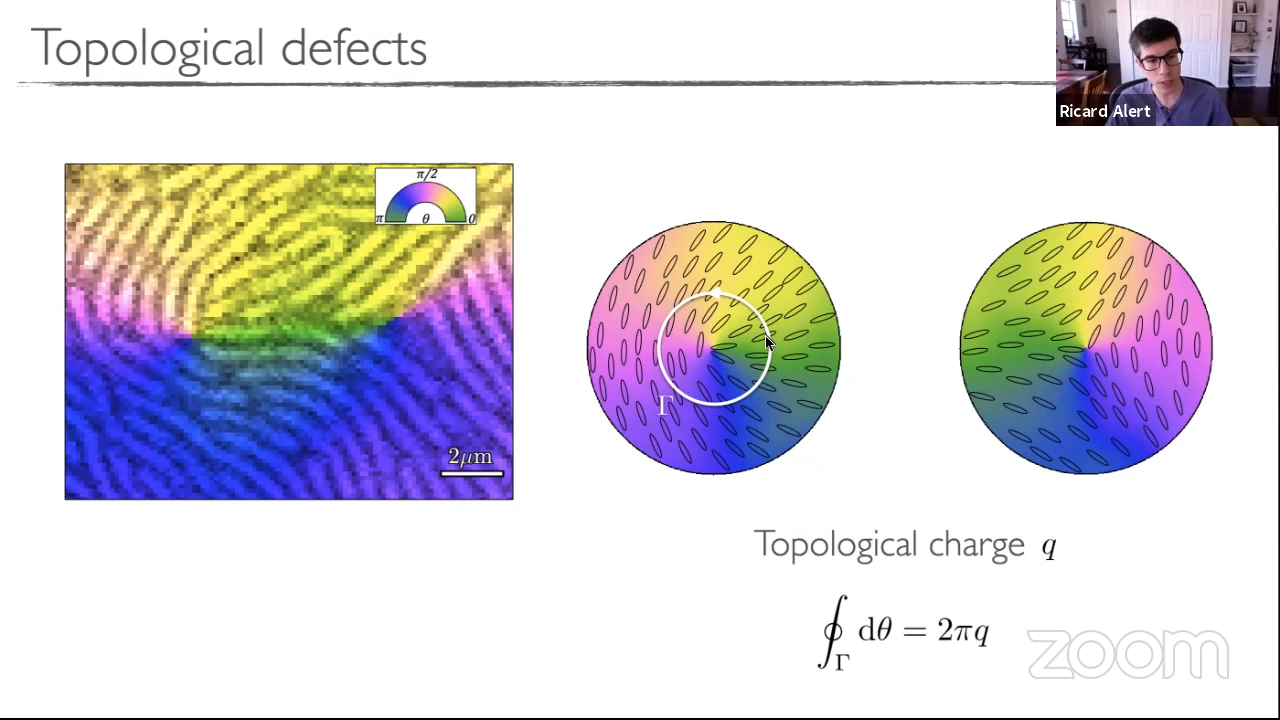 Topological defects
Ricard Alert
π/2
π θ 0
2μm
Γ
Topological charge q
∮_Γ dθ = 2πq
zoom